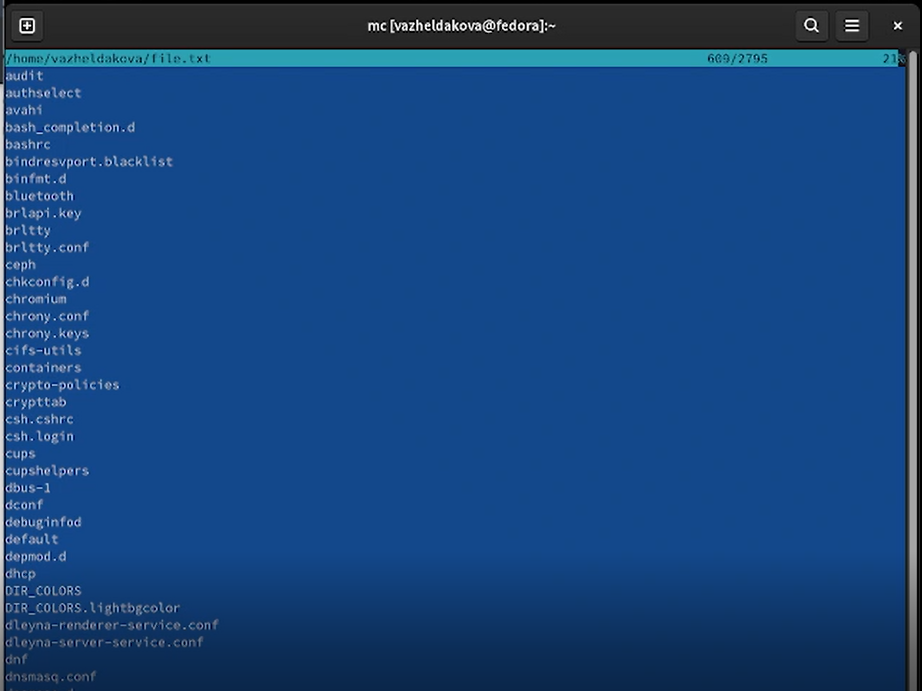 mc [vazheldakova@fedora]:~
/home/vazheldakova/file.txt 609/2795 21%
audit
authselect
avahi
bash_completion.d
bashrc
bindresvport.blacklist
binfmt.d
bluetooth
brlapi.key
brltty
brltty.conf
ceph
chkconfig.d
chromium
chrony.conf
chrony.keys
cifs-utils
containers
crypto-policies
crypttab
csh.cshrc
csh.login
cups
cupshelpers
dbus-1
dconf
debuginfod
default
depmod.d
dhcp
DIR_COLORS
DIR_COLORS.lightbgcolor
dleyna-renderer-service.conf
dleyna-server-service.conf
dnf
dnsmasq.conf